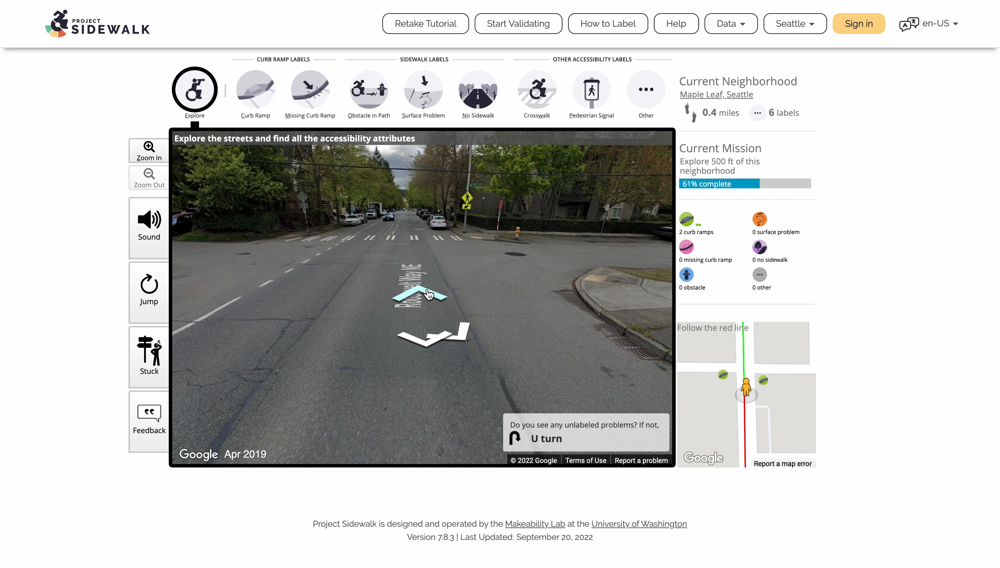 PROJECT
SIDEWALK
Retake Tutorial
Start Validating
How to Label
Help
Data
Seattle
Sign in
en-US
CURB RAMP LABELS
SIDEWALK LABELS
OTHER ACCESSIBILITY LABELS
Explore
Curb Ramp
Missing Curb Ramp
Obstacle in Path
Surface Problem
No Sidewalk
Crosswalk
Pedestrian Signal
Other
Current Neighborhood
Maple Leaf, Seattle
0.4 miles
6 labels
Explore the streets and find all the accessibility attributes
Zoom In
Zoom Out
Sound
Jump
Stuck
Feedback
Current Mission
Explore 500 ft of this
neighborhood
61% complete
2 curb ramps
0 surface problem
0 missing curb ramp
0 no sidewalk
0 obstacle
0 other
©2019 Google
Roosevelt Way NE
Follow the red line
Do you see any unlabeled problems? If not,
U turn
Google Apr 2019
© 2022 Google
Terms of Use
Report a problem
Google
Report a map error
Project Sidewalk is designed and operated by the Makeability Lab at the University of Washington
Version 7.8.3 | Last Updated: September 20, 2022